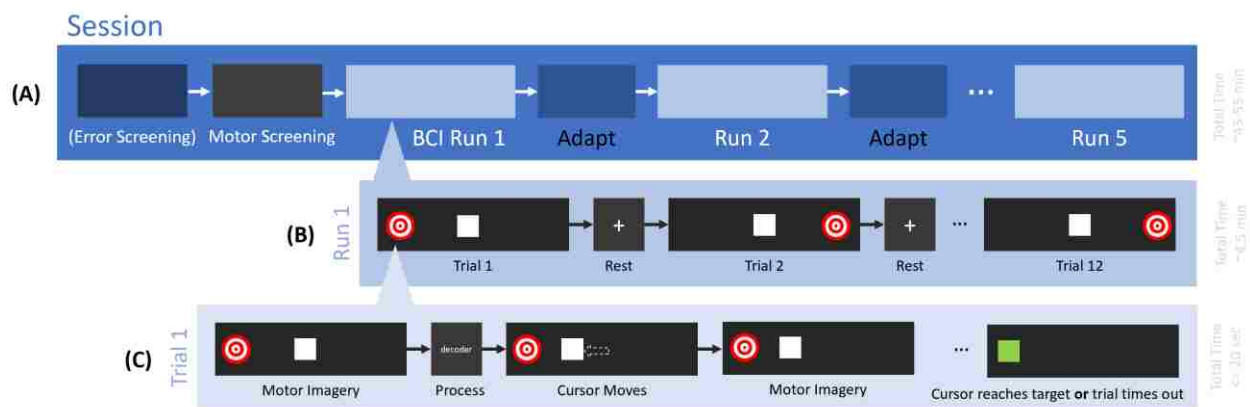 Session
(A)
(Error Screening)
Motor Screening
BCI Run 1
Adapt
Run 2
Adapt
...
Run 5
Total Time
~45-55 min
(B)
Run 1
+
+
...
Trial 1
Rest
Trial 2
Rest
Trial 12
Total Time
~4.5 min
(C)
Trial 1
decoder
...
Motor Imagery
Process
Cursor Moves
Motor Imagery
Cursor reaches target or trial times out
Total Time
<= 20 sec